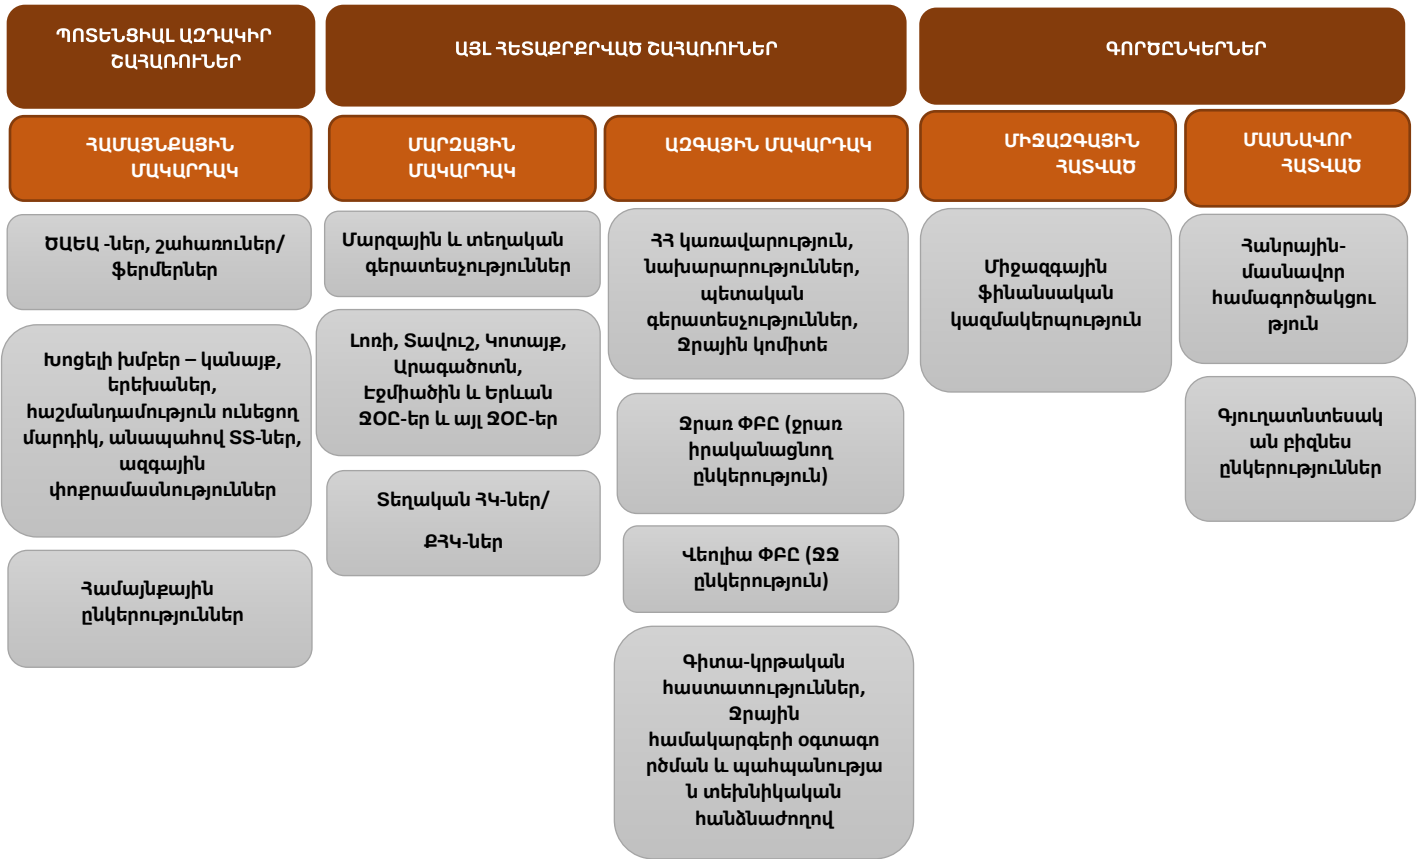 ՊՈՏԵՆՑԻԱԼ ԱԶԴԱԿԻՐ
ՇԱՀԱՌՈՒՆԵՐ
ԱՅԼ ՀԵՏԱՔՐՔՐՎԱԾ ՇԱՀԱՌՈՒՆԵՐ
ԳՈՐԾԸՆԿԵՐՆԵՐ
ՀԱՄԱՅՆՔԱՅԻՆ
ՄԱԿԱՐԴԱԿ
ՄԱՐԶԱՅԻՆ
ՄԱԿԱՐԴԱԿ
ԱԶԳԱՅԻՆ ՄԱԿԱՐԴԱԿ
ՄԻՋԱԶԳԱՅԻՆ
ՀԱՏՎԱԾ
ՄԱՍՆԱՎՈՐ
ՀԱՏՎԱԾ
ԾԱԵԱ -ներ, շահառուներ/
ֆերմերներ
Խոցելի խմբեր – կանայք,
երեխաներ,
հաշմանդամություն ունեցող
մարդիկ, անապահով ՏՏ-ներ,
ազգային
փոքրամասնություններ
Համայնքային
ընկերություններ
Մարզային և տեղական
գերատեսչություններ
Լոռի, Տավուշ, Կոտայք,
Արագածոտն,
Էջմիածին և Երևան
ՋՕԸ-եր և այլ ՋՕԸ-եր
Տեղական ՀԿ-ներ/
ՔՀԿ-ներ
ՀՀ կառավարություն,
նախարարություններ,
պետական
գերատեսչություններ,
Ջրային կոմիտե
Ջրառ ՓԲԸ (ջրառ
իրականացնող
ընկերություն)
Վեոլիա ՓԲԸ (ՋՋ
ընկերություն)
Գիտա-կրթական
հաստատություններ,
Ջրային
համակարգերի օգտագո
րծման և պահպանությա
ն տեխնիկական
հանձնաժողով
Միջազգային
ֆինանսական
կազմակերպություն
Հանրային-
մասնավոր
համագործակցու
թյուն
Գյուղատնտեսակ
ան բիզնես
ընկերություններ